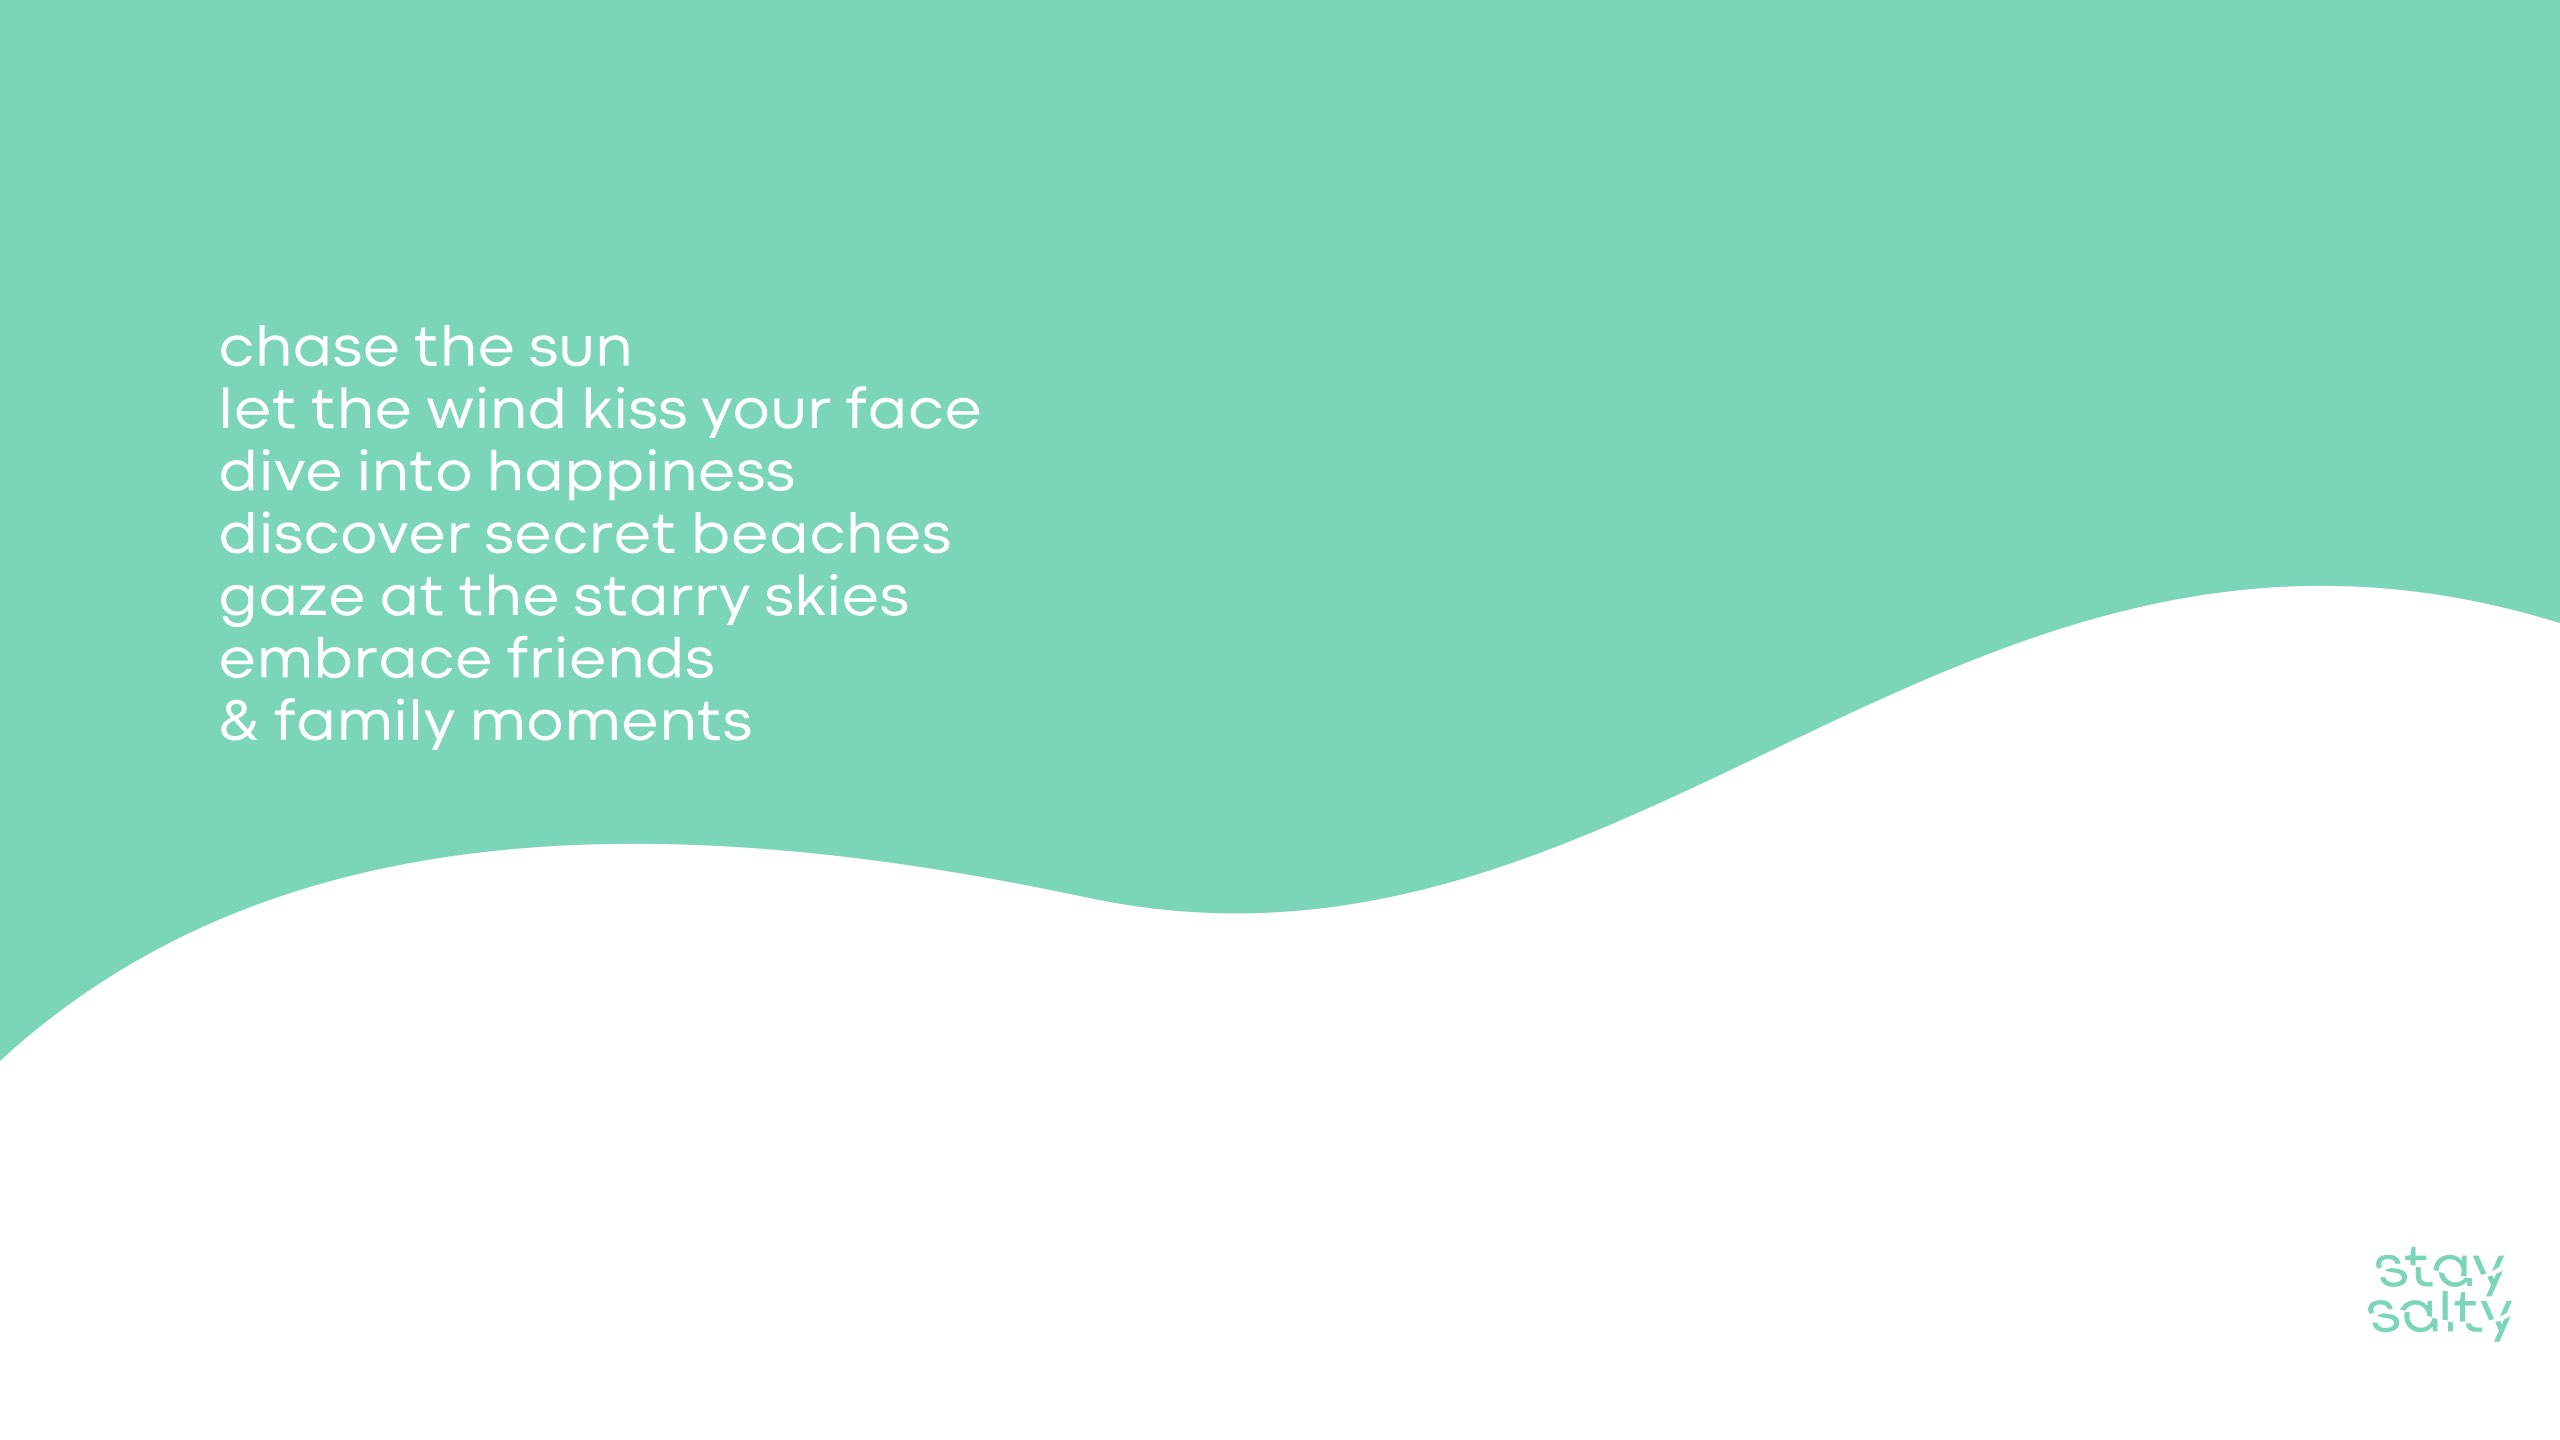 chase the sun
let the wind kiss your face
dive into happiness
discover secret beaches
gaze at the starry skies
embrace friends
& family moments
stay
salty